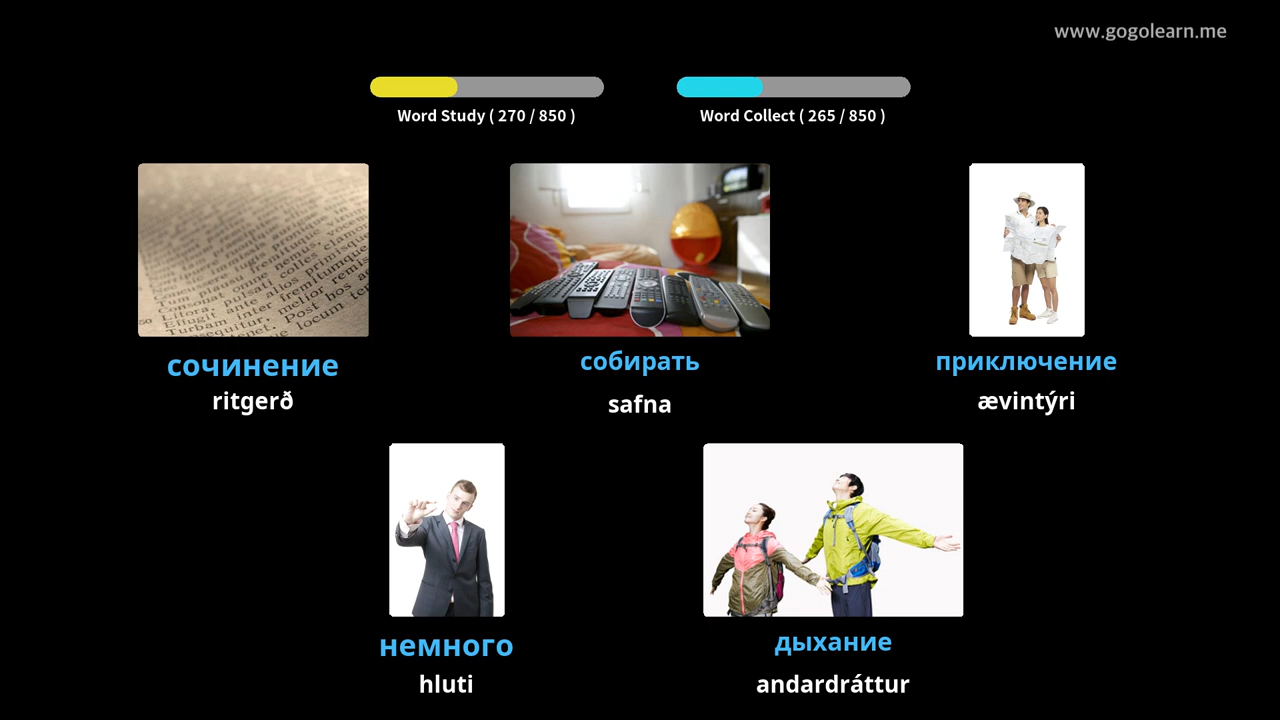 www.gogolearn.me
Word Study ( 270 / 850 )
Word Collect ( 265 / 850 )
сочинение
ritgerð
собирать
safna
приключение
ævintýri
немного
hluti
дыхание
andardráttur